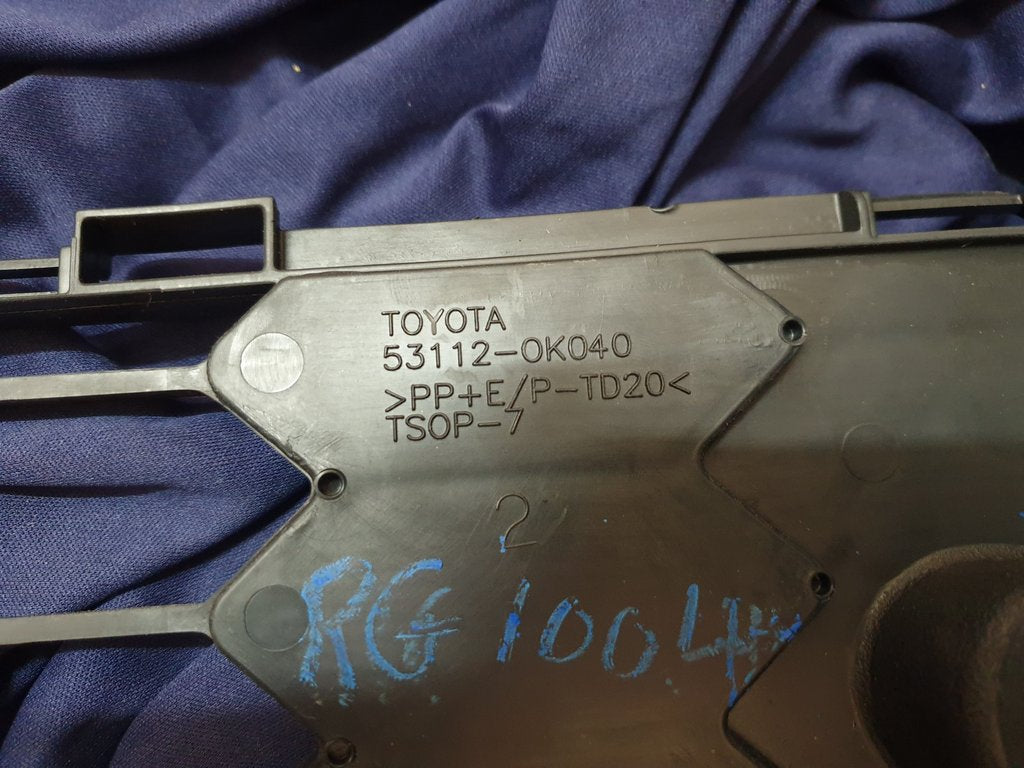 TOYOTA
53112-0K040
>PP+E/P-TD20<
TSOP-7
2
RG 1004